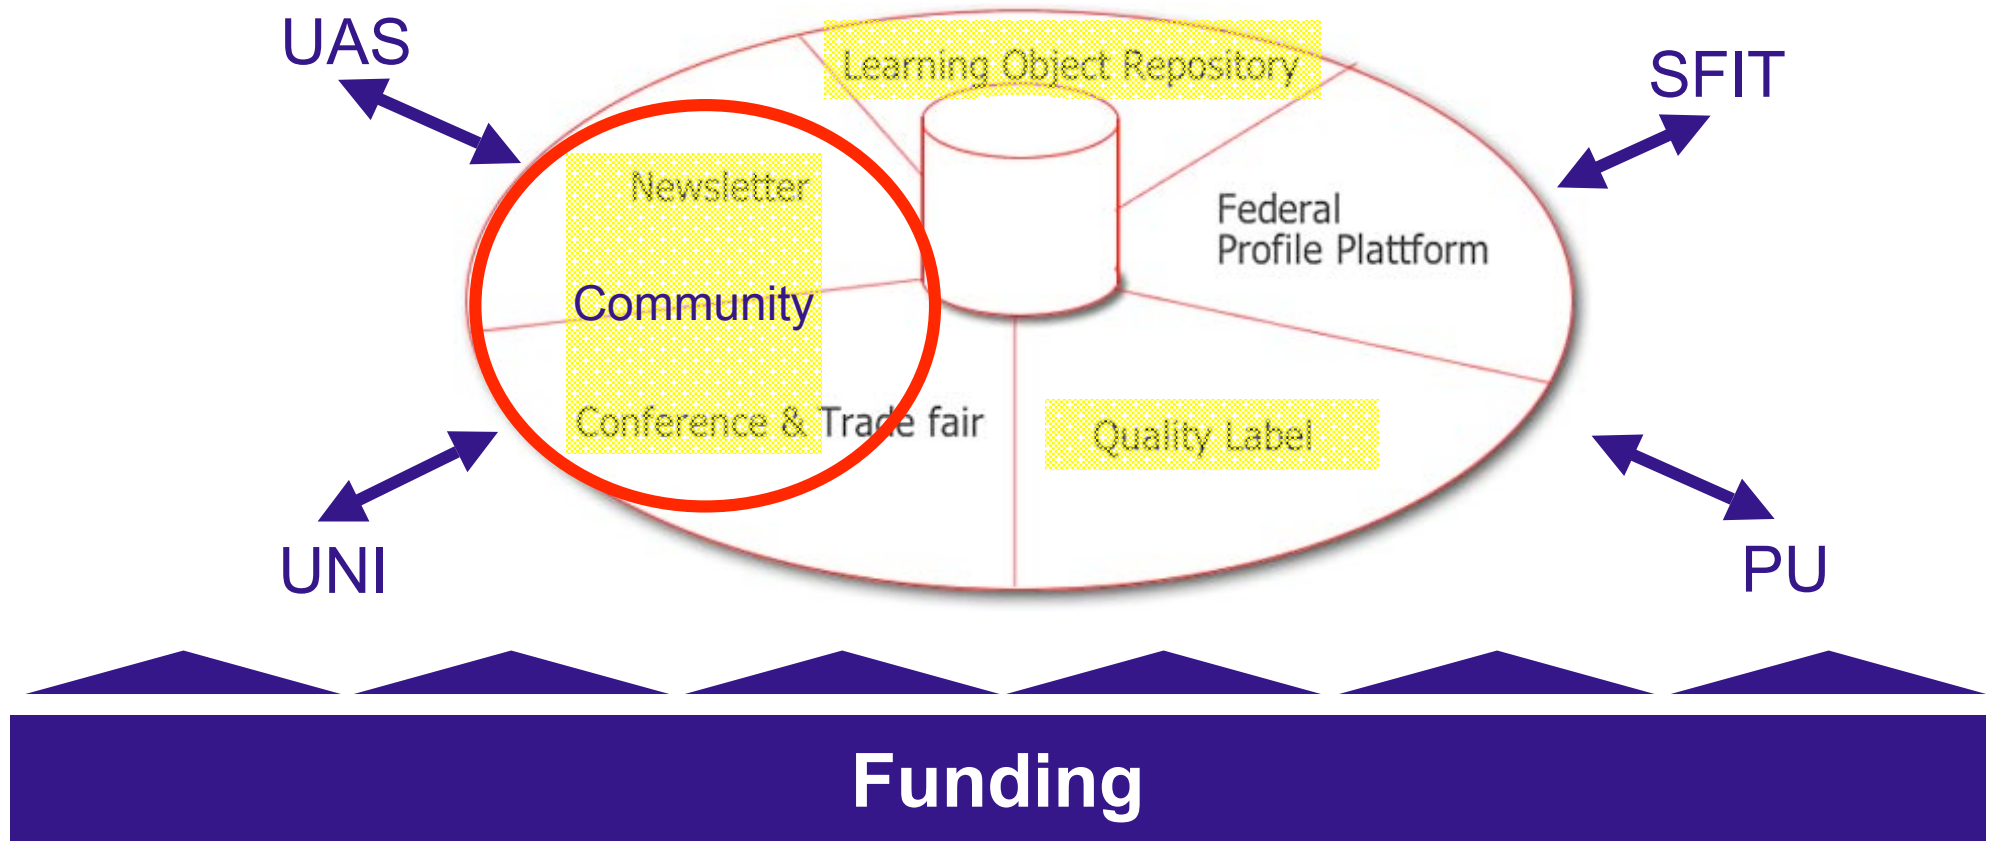 UAS
Learning Object Repository
SFIT
Newsletter
Federal
Profile Plattform
Community
Conference & Trade fair
Quality Label
UNI
PU
Funding